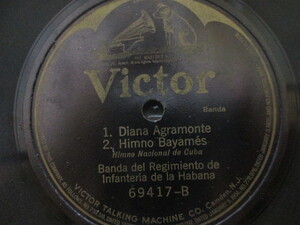 Victor
Banda
1. Diana Agramonte
2. Himno Bayamés
Himno Nacional de Cuba
Banda del Regimiento de
Infantería de la Habana
69417-B
VICTOR TALKING MACHINE CO. Camden, N.J.